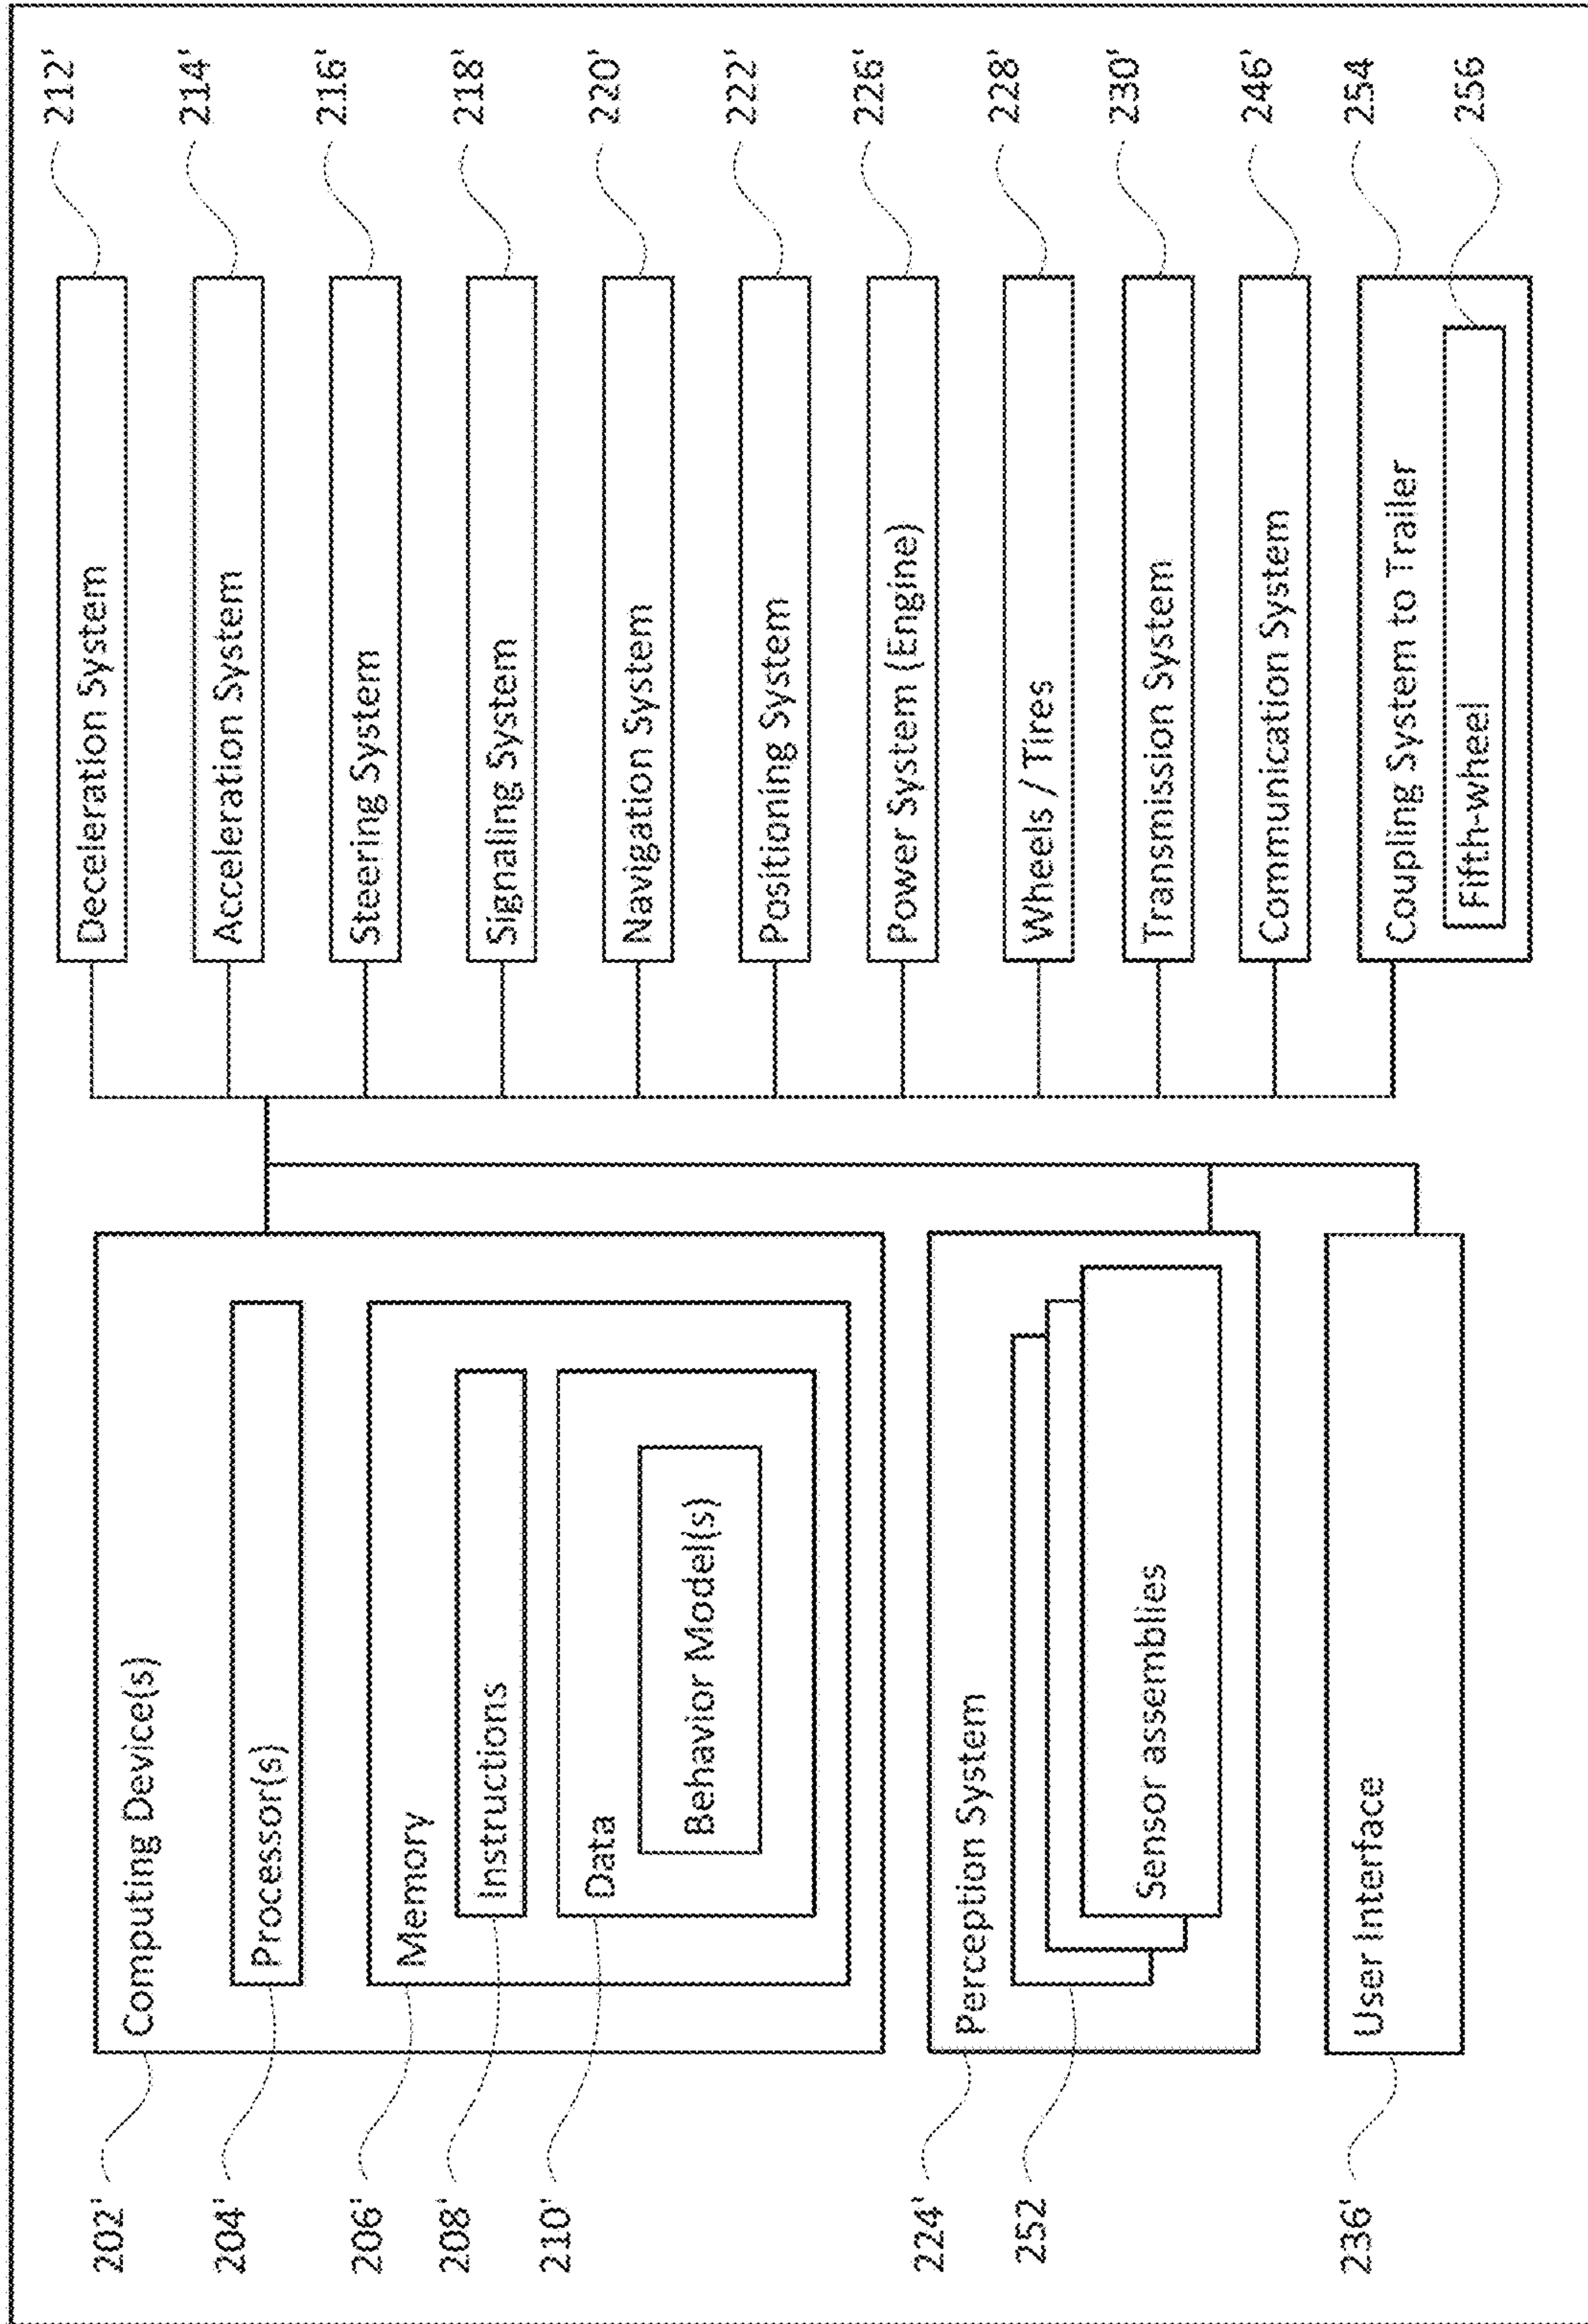 202'
Computing Device(s)
204'
Processor(s)
206'
Memory
208'
Instructions
210'
Data
Behavior Model(s)
224'
Perception System
252
Sensor assemblies
236'
User Interface
Deceleration System
212'
Acceleration System
214'
Steering System
216'
Signaling System
218'
Navigation System
220'
Positioning System
222'
Power System (Engine)
226'
Wheels / Tires
228'
Transmission System
230'
Communication System
246'
Coupling System to Trailer
254
Fifth-wheel
256